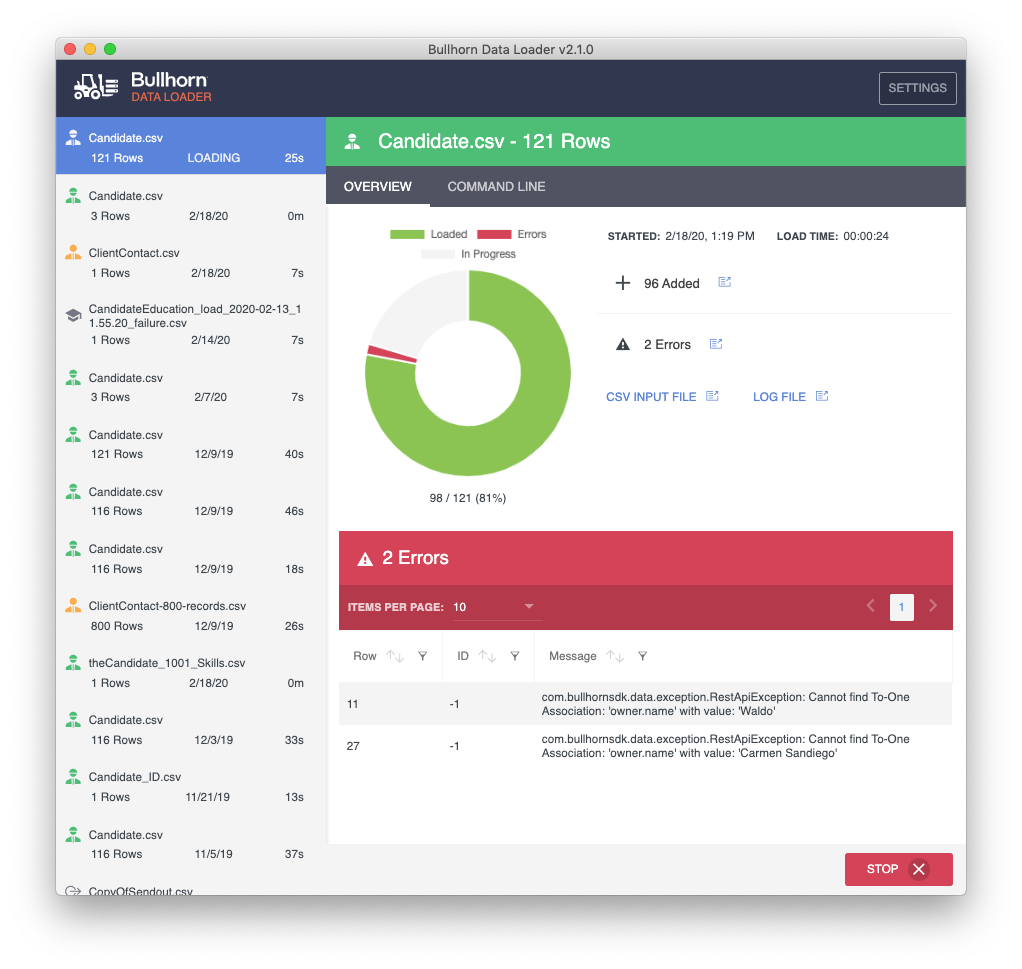 Bullhorn Data Loader v2.1.0
Bullhorn
DATA LOADER
SETTINGS
Candidate.csv
121 Rows LOADING 25s
Candidate.csv
3 Rows 2/18/20 0m
ClientContact.csv
1 Rows 2/18/20 7s
CandidateEducation_load_2020-02-13_1
1.55.20_failure.csv
1 Rows 2/14/20 7s
Candidate.csv
3 Rows 2/7/20 7s
Candidate.csv
121 Rows 12/9/19 40s
Candidate.csv
116 Rows 12/9/19 46s
Candidate.csv
116 Rows 12/9/19 18s
ClientContact-800-records.csv
800 Rows 12/9/19 26s
theCandidate_1001_Skills.csv
1 Rows 2/18/20 0m
Candidate.csv
116 Rows 12/3/19 33s
Candidate_ID.csv
1 Rows 11/21/19 13s
Candidate.csv
116 Rows 11/5/19 37s
CopyOfSendout.csv
Candidate.csv - 121 Rows
OVERVIEW COMMAND LINE
Loaded Errors
In Progress
98 / 121 (81%)
STARTED: 2/18/20, 1:19 PM LOAD TIME: 00:00:24
96 Added
2 Errors
CSV INPUT FILE LOG FILE
2 Errors
ITEMS PER PAGE: 10 1
Row ID Message
11 -1 com.bullhornsdk.data.exception.RestApiException: Cannot find To-One
Association: 'owner.name' with value: 'Waldo'
27 -1 com.bullhornsdk.data.exception.RestApiException: Cannot find To-One
Association: 'owner.name' with value: 'Carmen Sandiego'
STOP